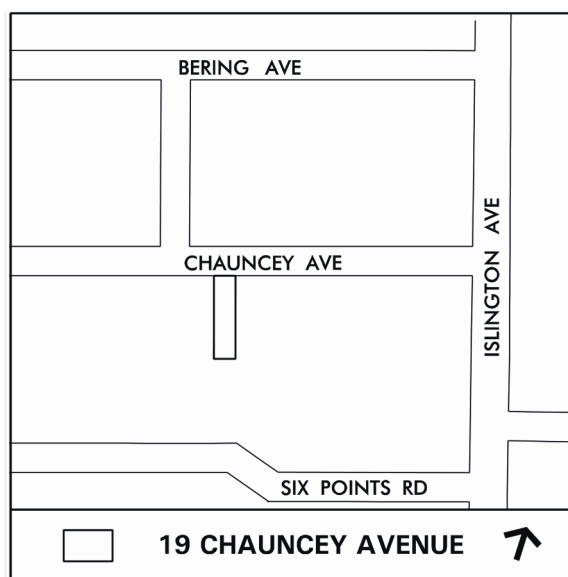 BERING AVE
CHAUNCEY AVE
ISLINGTON AVE
SIX POINTS RD
19 CHAUNCEY AVENUE